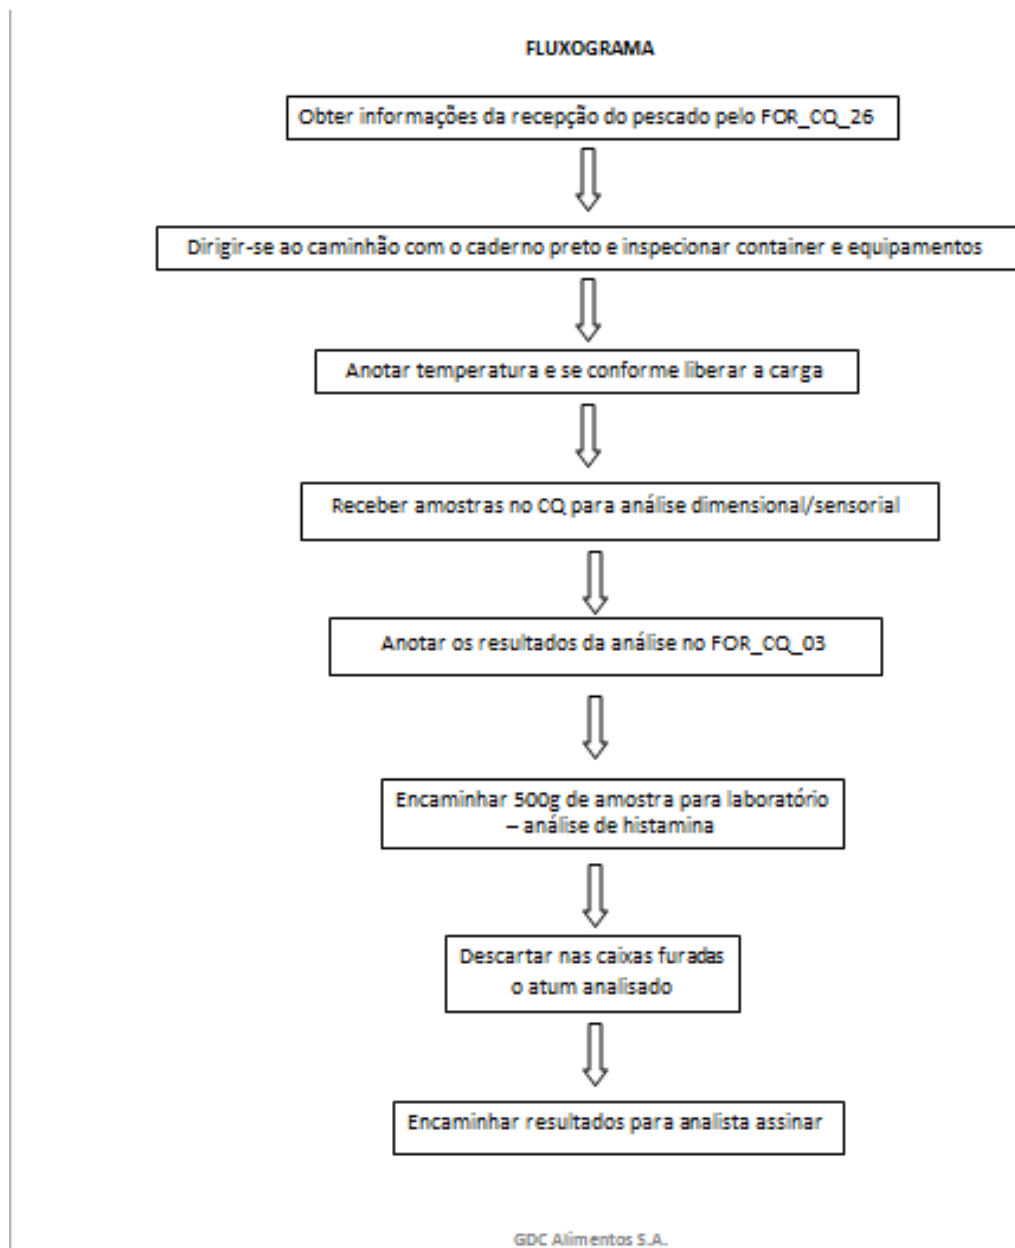 FLUXOGRAMA
Obter informações da recepção do pescado pelo FOR_CQ_26
Dirigir-se ao caminhão com o caderno preto e inspecionar container e equipamentos
Anotar temperatura e se conforme liberar a carga
Receber amostras no CQ para análise dimensional/sensorial
Anotar os resultados da análise no FOR_CQ_03
Encaminhar 500g de amostra para laboratório
– análise de histamina
Descartar nas caixas furadas
o atum analisado
Encaminhar resultados para analista assinar
GDC Alimentos S.A.